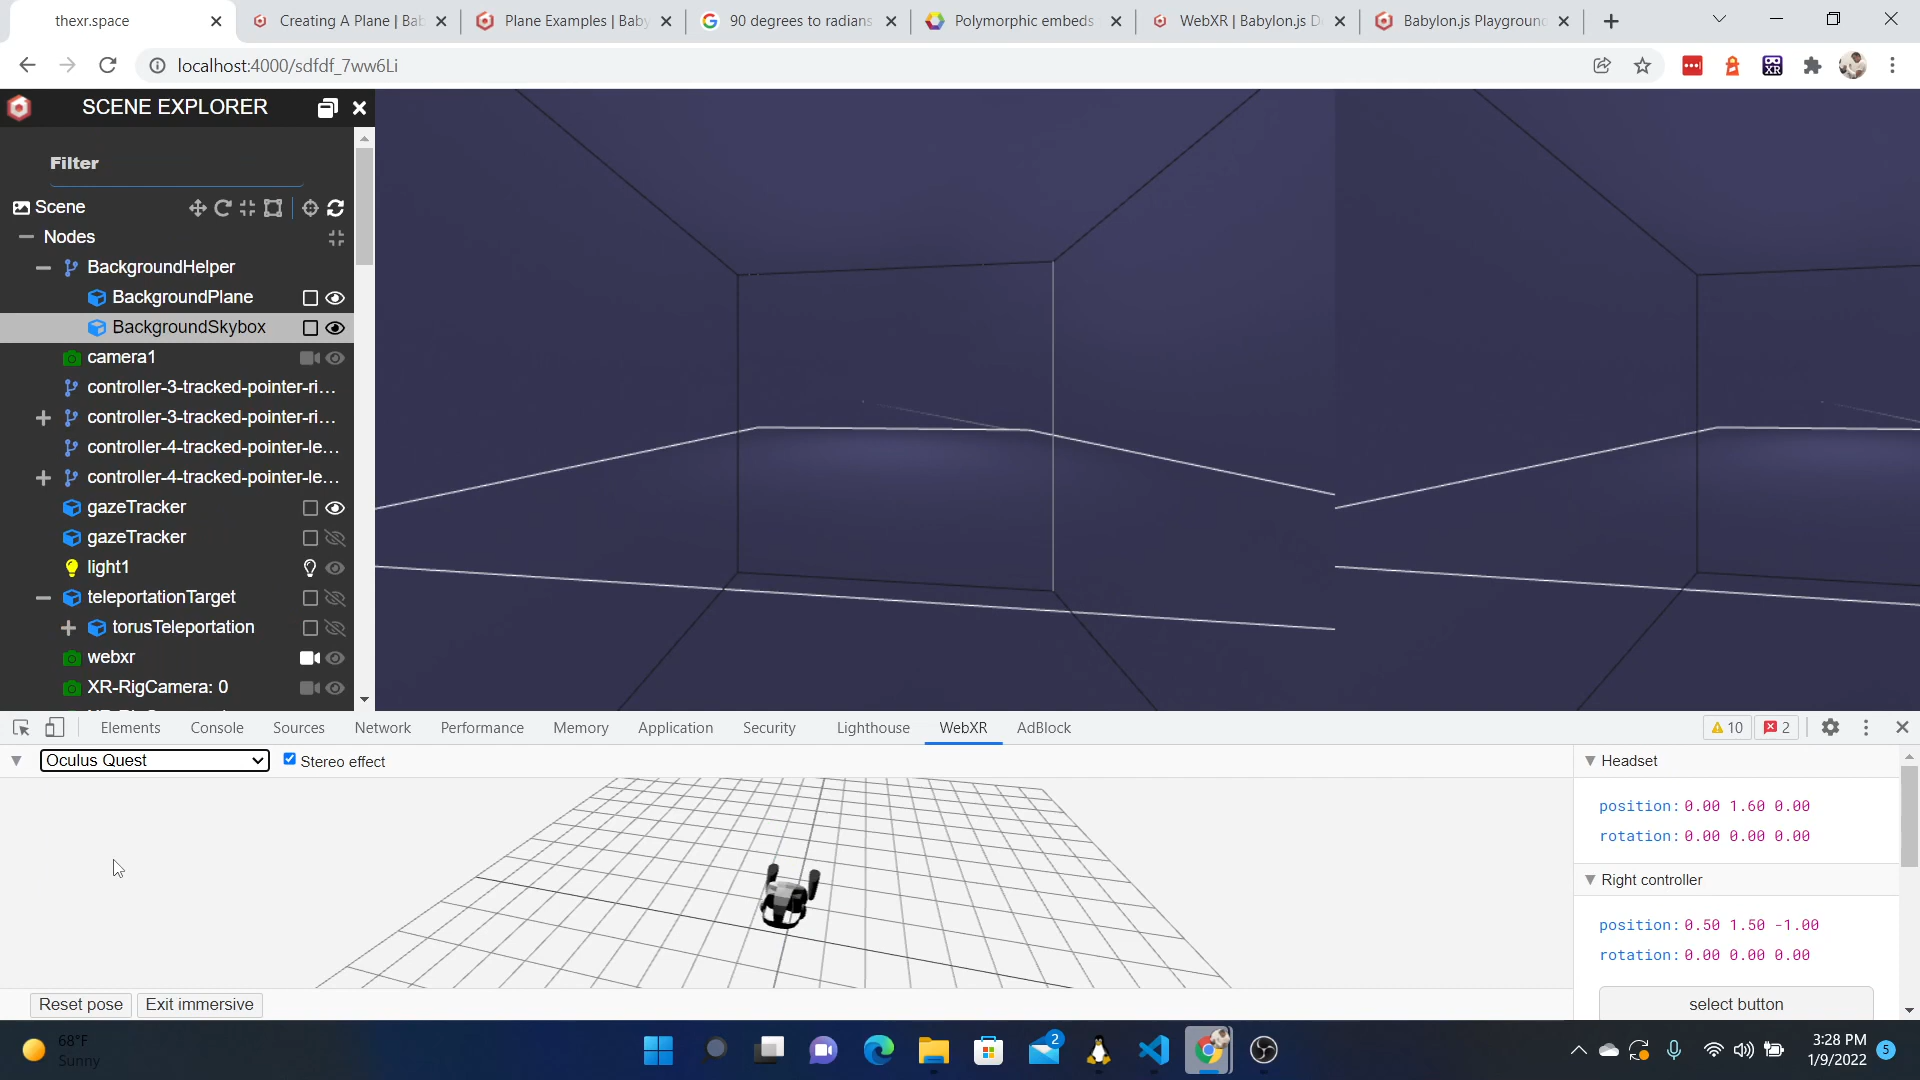 thexr.space
Creating A Plane | Bab
Plane Examples | Baby
90 degrees to radians
Polymorphic embeds
WebXR | Babylon.js D
Babylon.js Playground
localhost:4000/sdfdf_7ww6Li
XR
SCENE EXPLORER
Filter
Scene
Nodes
BackgroundHelper
BackgroundPlane
BackgroundSkybox
camera1
controller-3-tracked-pointer-ri...
controller-3-tracked-pointer-ri...
controller-4-tracked-pointer-le...
controller-4-tracked-pointer-le...
gazeTracker
gazeTracker
light1
teleportationTarget
torusTeleportation
webxr
XR-RigCamera: 0
Elements Console Sources Network Performance Memory Application Security Lighthouse WebXR AdBlock 10 2
Oculus Quest
Stereo effect
Headset
position: 0.00 1.60 0.00
rotation: 0.00 0.00 0.00
Right controller
position: 0.50 1.50 -1.00
rotation: 0.00 0.00 0.00
select button
Reset pose
Exit immersive
68°F
Sunny
2
3:28 PM
1/9/2022
5